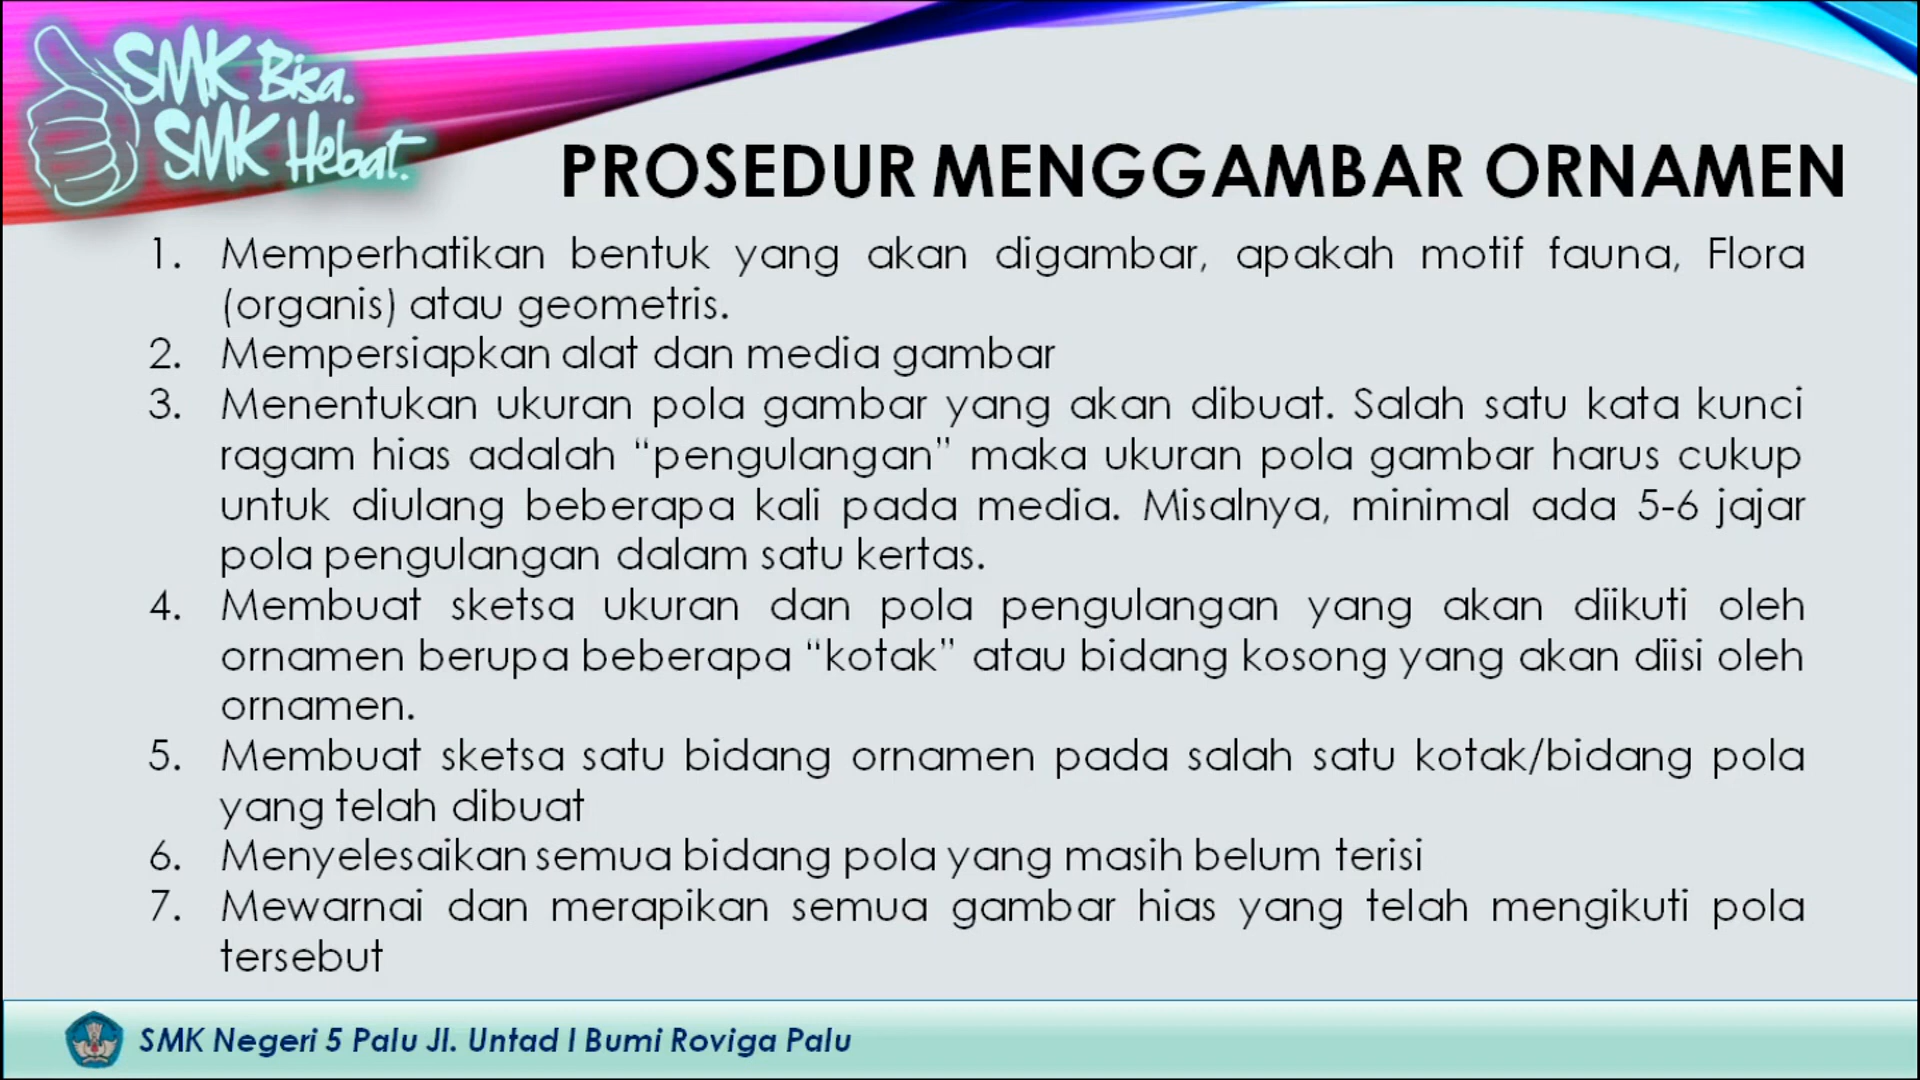 SMK Bisa.
SMK Hebat.
PROSEDUR MENGGAMBAR ORNAMEN
1. Memperhatikan bentuk yang akan digambar, apakah motif fauna, Flora
(organis) atau geometris.
2. Mempersiapkan alat dan media gambar
3. Menentukan ukuran pola gambar yang akan dibuat. Salah satu kata kunci
ragam hias adalah “pengulangan” maka ukuran pola gambar harus cukup
untuk diulang beberapa kali pada media. Misalnya, minimal ada 5-6 jajar
pola pengulangan dalam satu kertas.
4. Membuat sketsa ukuran dan pola pengulangan yang akan diikuti oleh
ornamen berupa beberapa “kotak” atau bidang kosong yang akan diisi oleh
ornamen.
5. Membuat sketsa satu bidang ornamen pada salah satu kotak/bidang pola
yang telah dibuat
6. Menyelesaikan semua bidang pola yang masih belum terisi
7. Mewarnai dan merapikan semua gambar hias yang telah mengikuti pola
tersebut
SMK Negeri 5 Palu Jl. Untad I Bumi Roviga Palu